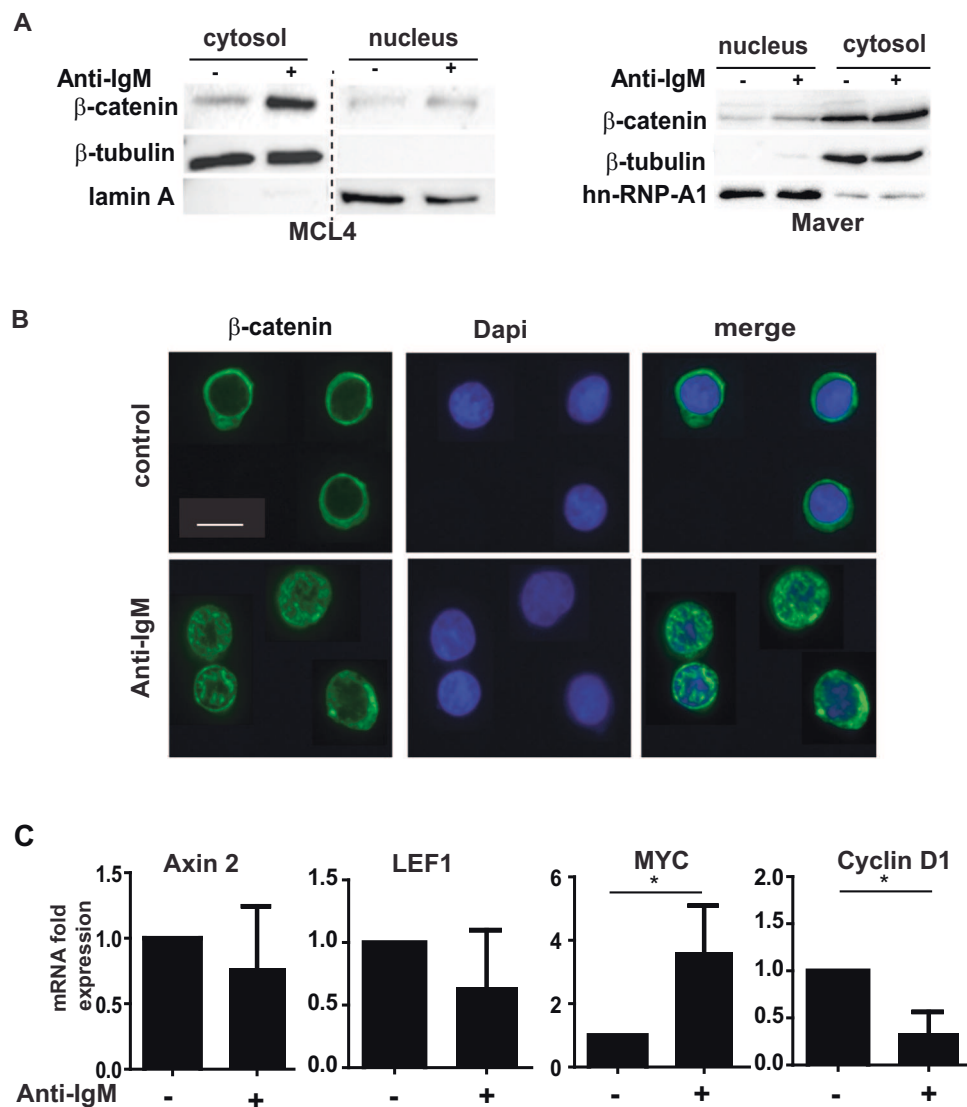 A
cytosol nucleus
Anti-IgM - + - +
β-catenin
β-tubulin
lamin A
MCL4
nucleus cytosol
Anti-IgM - + - +
β-catenin
β-tubulin
hn-RNP-A1
Maver
B
β-catenin Dapi merge
control
Anti-IgM
C
Axin 2
mRNA fold
expression
1.5
1.0
0.5
0.0
LEF1
1.5
1.0
0.5
0.0
MYC
*
6
4
2
0
Cyclin D1
*
2.0
1.5
1.0
0.5
0.0
Anti-IgM - + - + - + - +